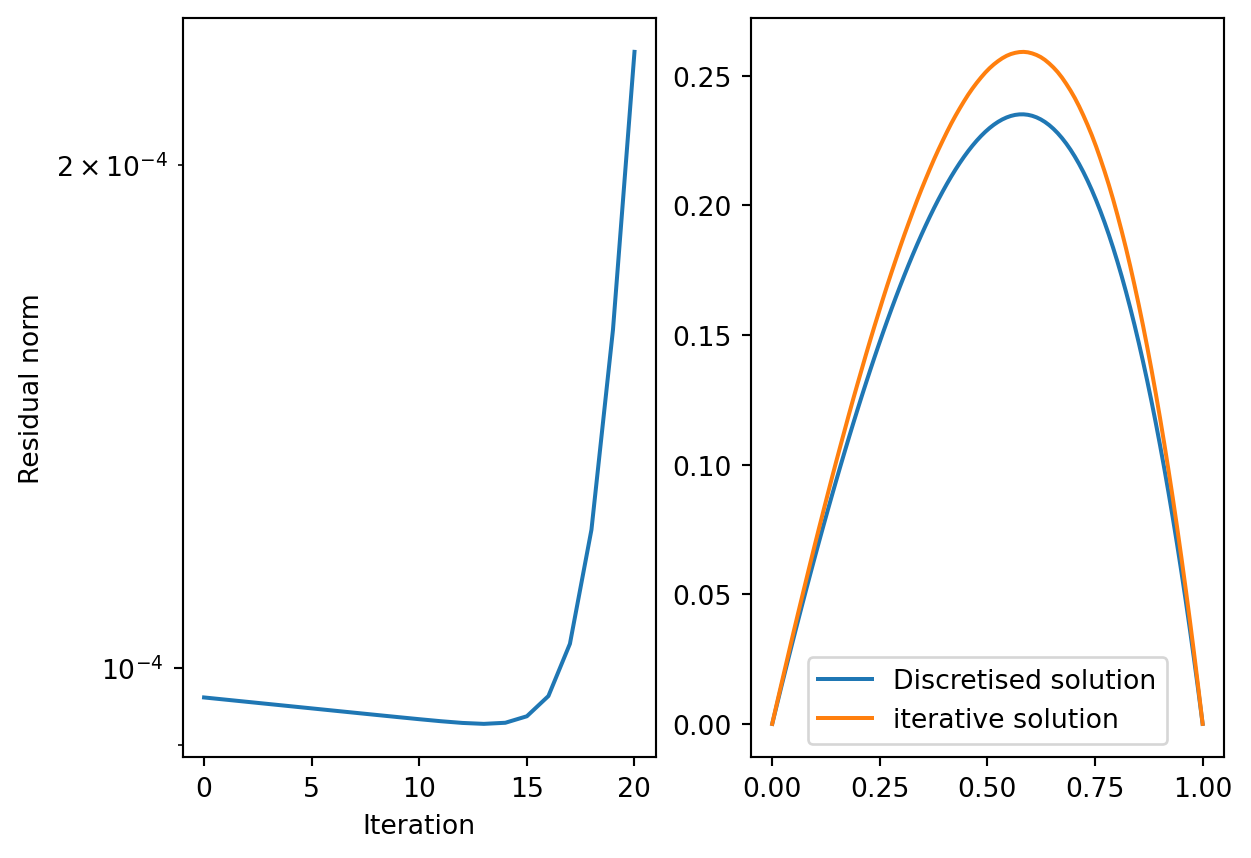 2 × 10⁻⁴
10⁻⁴
Residual norm
0 5 10 15 20
Iteration
0.25
0.20
0.15
0.10
0.05
0.00
Discretised solution
iterative solution
0.00 0.25 0.50 0.75 1.00